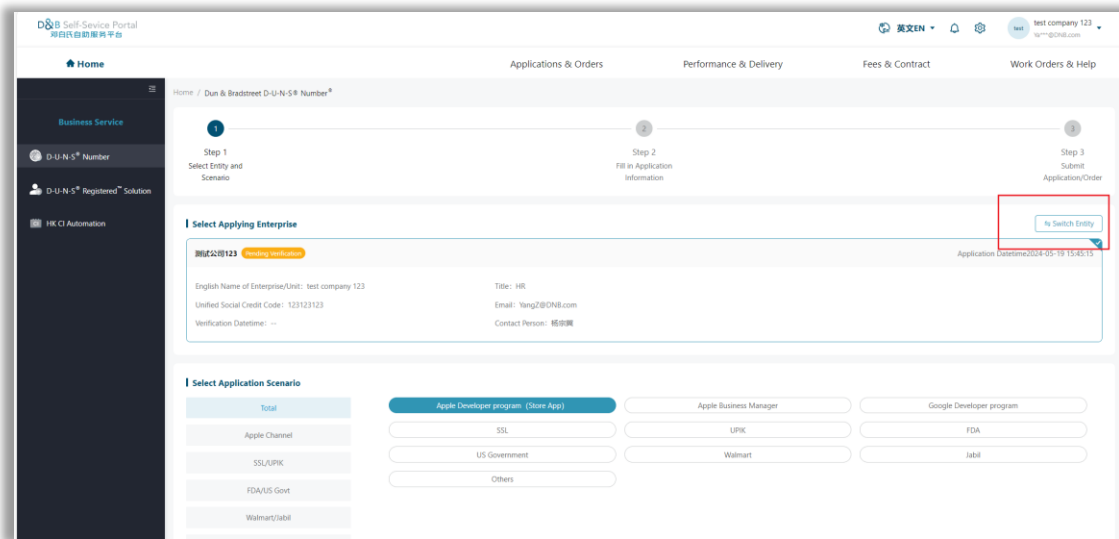 D&B Self-Sevice Portal
邓白氏自助服务平台
英文EN
test
test company 123
Ya***@DNB.com
Home
Applications & Orders
Performance & Delivery
Fees & Contract
Work Orders & Help
Home / Dun & Bradstreet D-U-N-S® Number®
Business Service
D-U-N-S® Number
D-U-N-S® Registered™ Solution
HK CI Automation
1
Step 1
Select Entity and
Scenario
2
Step 2
Fill in Application
Information
3
Step 3
Submit
Application/Order
Select Applying Enterprise
Switch Entity
测试公司123
Pending Verification
Application Datetime2024-05-19 15:45:15
English Name of Enterprise/Unit: test company 123
Title: HR
Unified Social Credit Code: 123123123
Email: YangZ@DNB.com
Verification Datetime: --
Contact Person: 杨宗
Select Application Scenario
Total
Apple Channel
SSL/UPIK
FDA/US Govt
Walmart/Jabil
Apple Developer program (Store App)
Apple Business Manager
Google Developer program
SSL
UPIK
FDA
US Government
Walmart
Jabil
Others